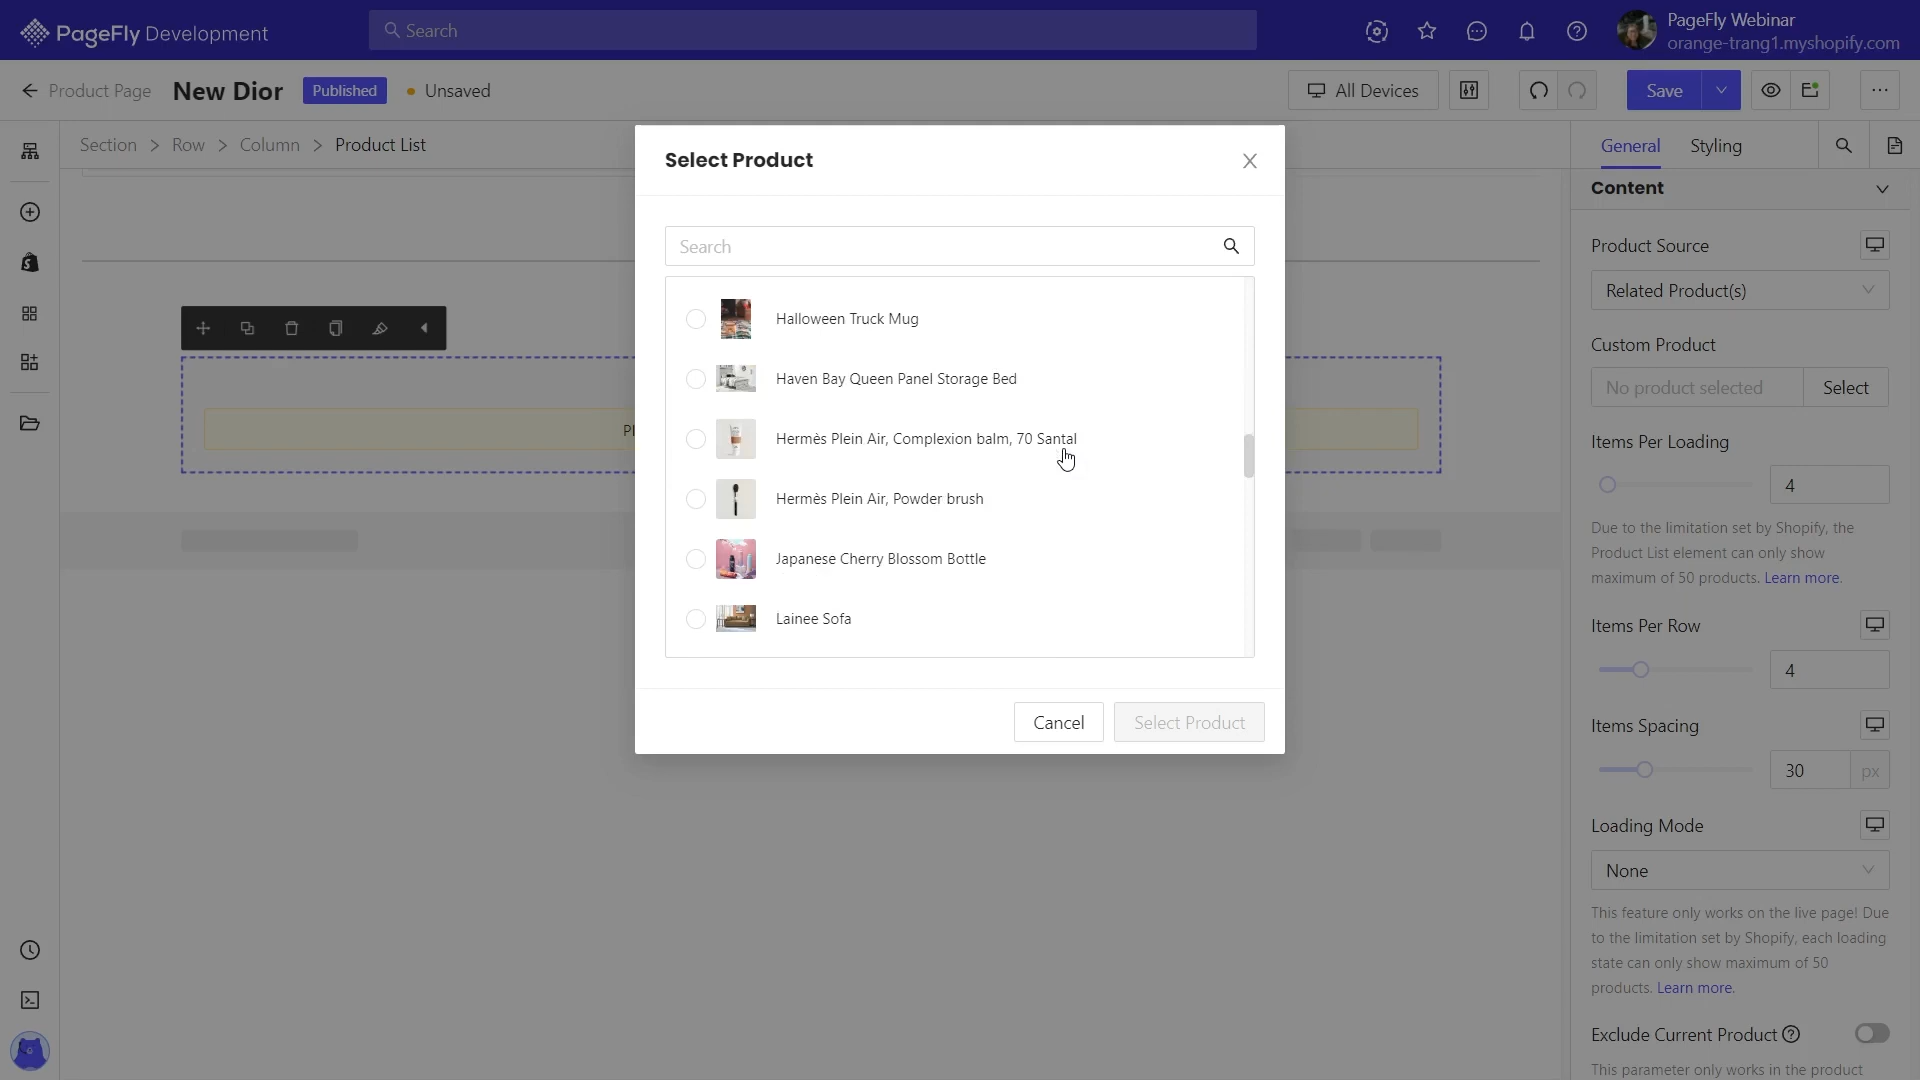 PageFly Development
Search
PageFly Webinar
orange-trang1.myshopify.com
Product Page
New Dior
Published
Unsaved
All Devices
Save
Section > Row > Column > Product List
General
Styling
Select Product
Search
Halloween Truck Mug
Haven Bay Queen Panel Storage Bed
Hermès Plein Air, Complexion balm, 70 Santal
Hermès Plein Air, Powder brush
Japanese Cherry Blossom Bottle
Lainee Sofa
Cancel
Select Product
Content
Product Source
Related Product(s)
Custom Product
No product selected
Select
Items Per Loading
4
Due to the limitation set by Shopify, the
Product List element can only show
maximum of 50 products. Learn more.
Items Per Row
4
Items Spacing
30
px
Loading Mode
None
This feature only works on the live page! Due
to the limitation set by Shopify, each loading
state can only show maximum of 50
products. Learn more.
Exclude Current Product
This parameter only works in the product